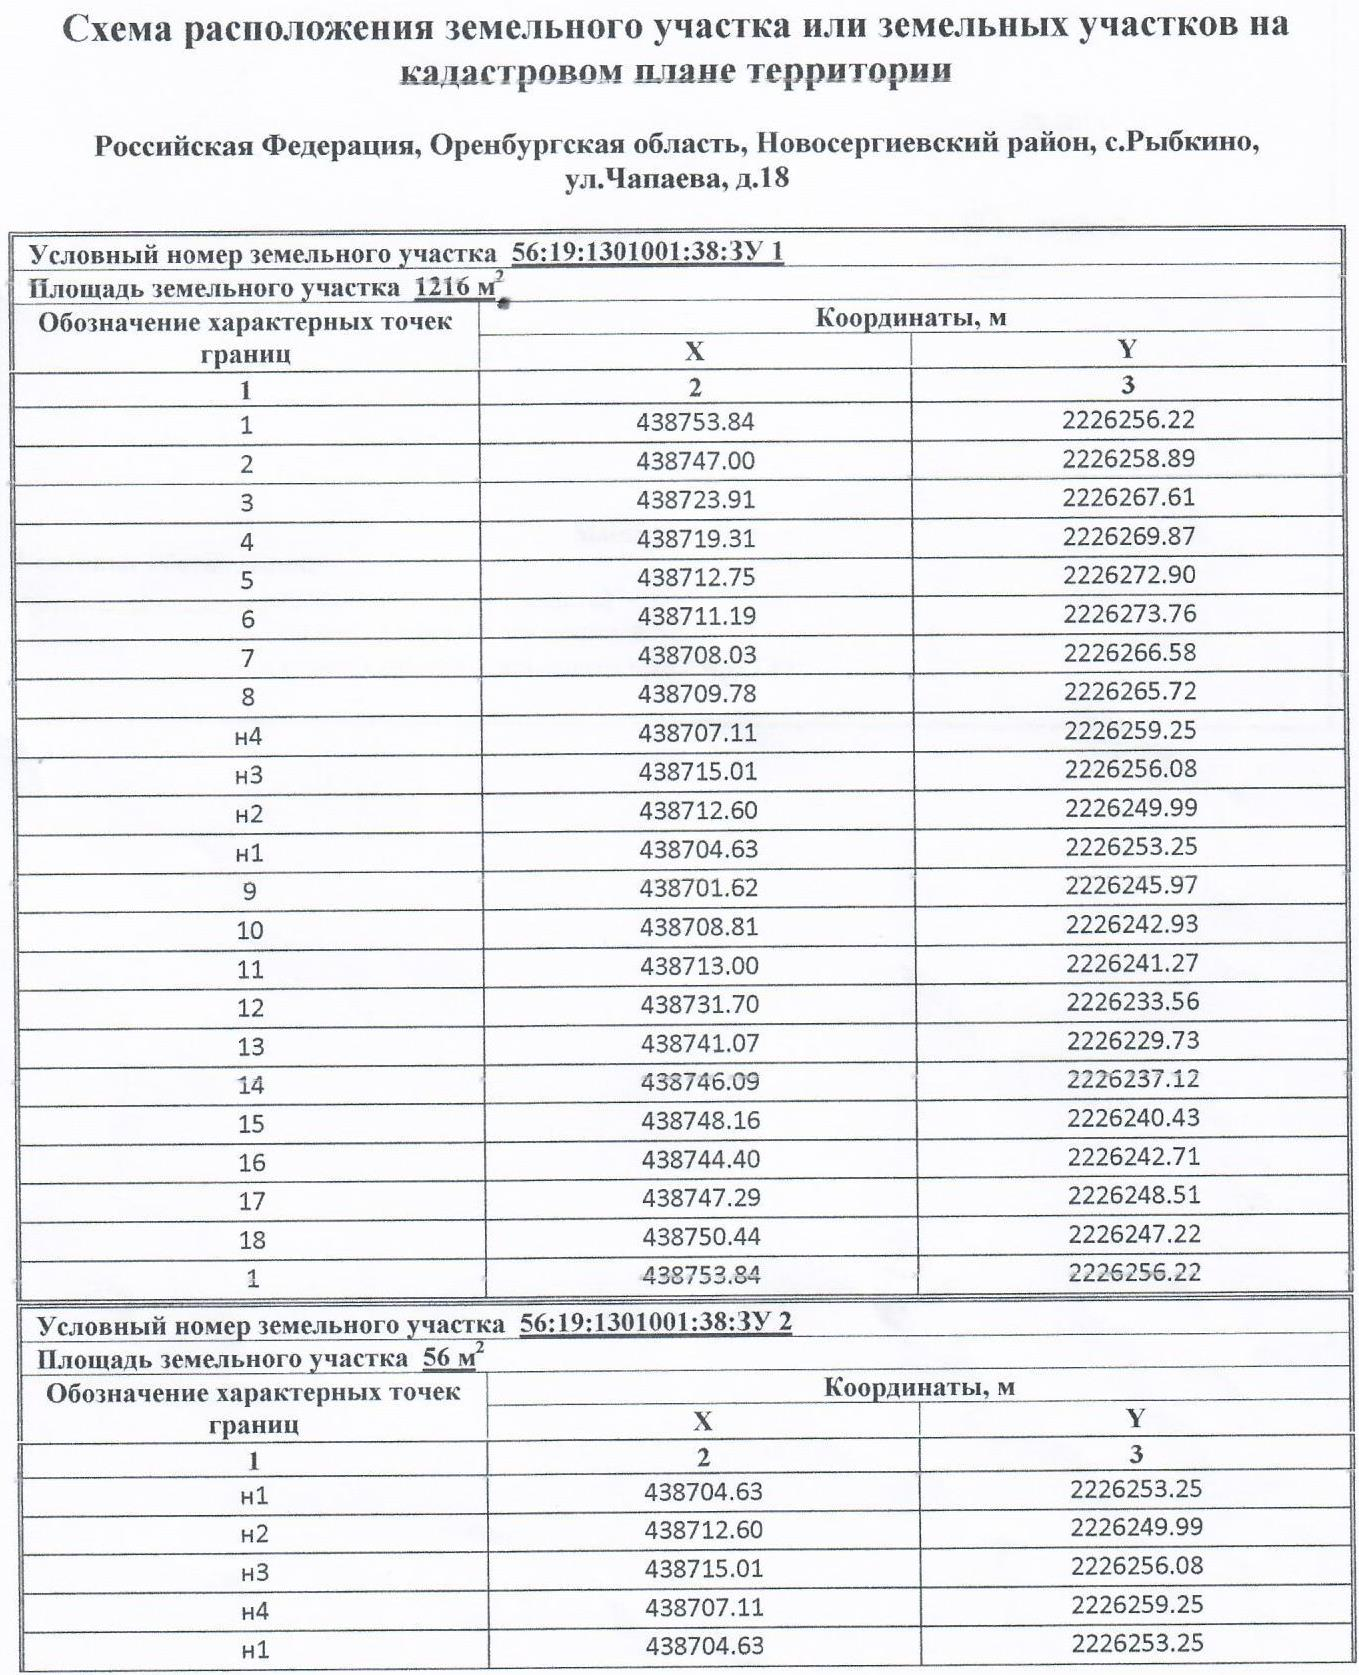 Схема расположения земельного участка или земельных участков на
кадастровом плане территории
Российская Федерация, Оренбургская область, Новосергиевский район, с.Рыбкино,
ул.Чапаева, д.18
Условный номер земельного участка 56:19:1301001:38:ЗУ 1
Площадь земельного участка 1216 м²
Обозначение характерных точек границ Координаты, м
X Y
1 2 3
1 438753.84 2226256.22
2 438747.00 2226258.89
3 438723.91 2226267.61
4 438719.31 2226269.87
5 438712.75 2226272.90
6 438711.19 2226273.76
7 438708.03 2226266.58
8 438709.78 2226265.72
н4 438707.11 2226259.25
н3 438715.01 2226256.08
н2 438712.60 2226249.99
н1 438704.63 2226253.25
9 438701.62 2226245.97
10 438708.81 2226242.93
11 438713.00 2226241.27
12 438731.70 2226233.56
13 438741.07 2226229.73
14 438746.09 2226237.12
15 438748.16 2226240.43
16 438744.40 2226242.71
17 438747.29 2226248.51
18 438750.44 2226247.22
1 438753.84 2226256.22
Условный номер земельного участка 56:19:1301001:38:ЗУ 2
Площадь земельного участка 56 м²
Обозначение характерных точек границ Координаты, м
X Y
1 2 3
н1 438704.63 2226253.25
н2 438712.60 2226249.99
н3 438715.01 2226256.08
н4 438707.11 2226259.25
н1 438704.63 2226253.25